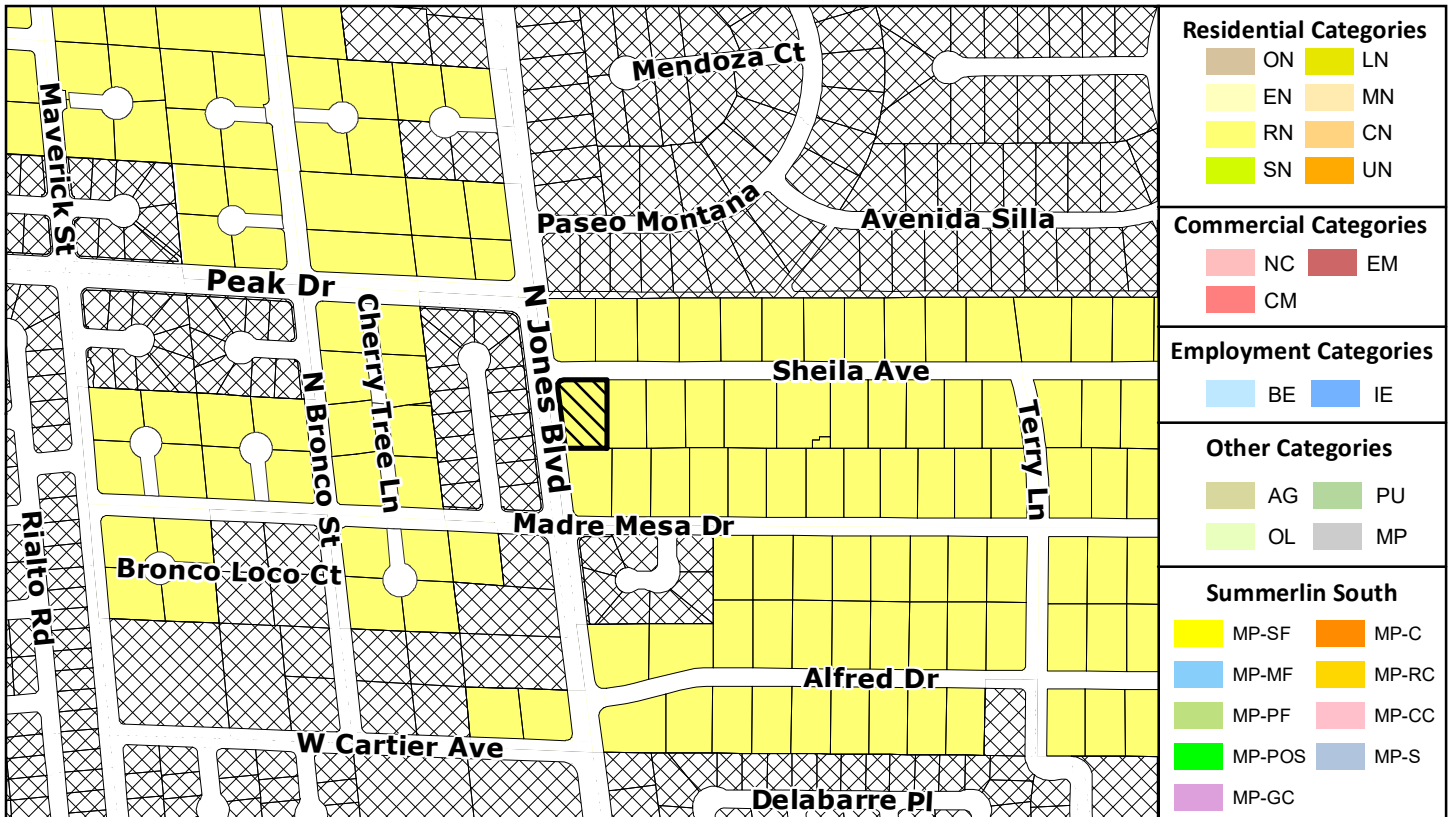 Mendoza Ct
Maverick St
Paseo Montana
Avenida Silla
Peak Dr
Cherry Tree Ln
N Jones Blvd
Sheila Ave
N Bronco St
Terry Ln
Rialto Rd
Madre Mesa Dr
Bronco Loco Ct
Alfred Dr
W Cartier Ave
Delabarre Pl
Residential Categories
ON LN
EN MN
RN CN
SN UN
Commercial Categories
NC EM
CM
Employment Categories
BE IE
Other Categories
AG PU
OL MP
Summerlin South
MP-SF MP-C
MP-MF MP-RC
MP-PF MP-CC
MP-POS MP-S
MP-GC